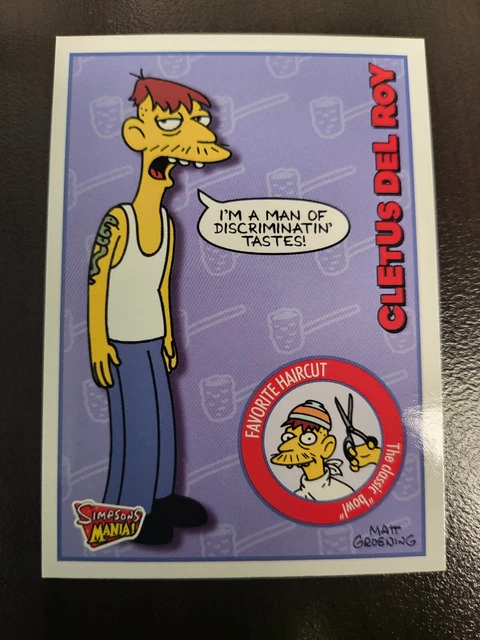 CLETUS DEL ROY
I'M A MAN OF
DISCRIMINATIN'
TASTES!
FAVORITE HAIRCUT
The classic "bowl"
SIMPSONS
MANIA!
MATT
GROENING